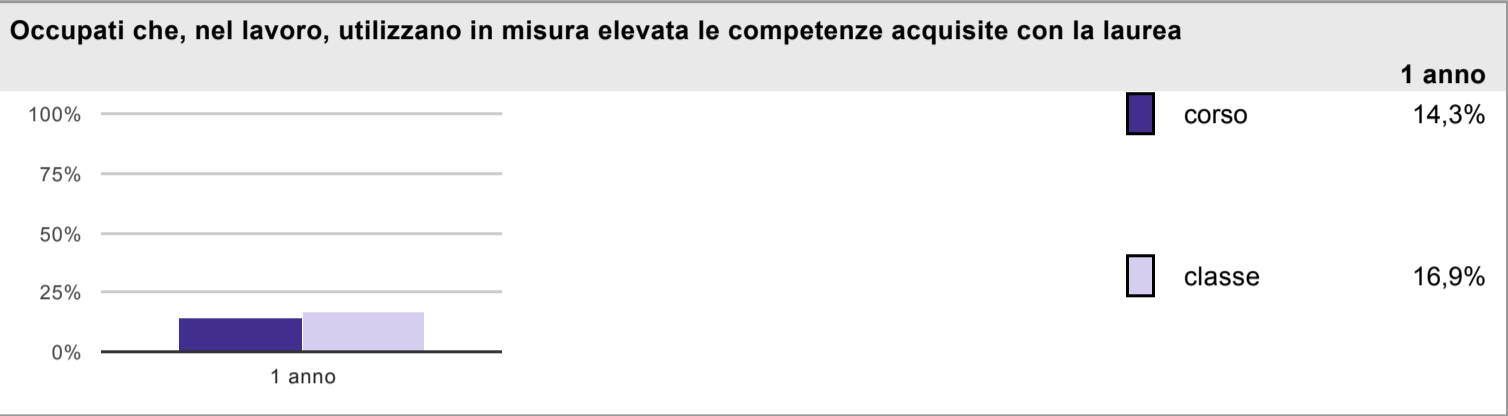 Occupati che, nel lavoro, utilizzano in misura elevata le competenze acquisite con la laurea
1 anno
100%
75%
50%
25%
0%
1 anno
corso 14,3%
classe 16,9%